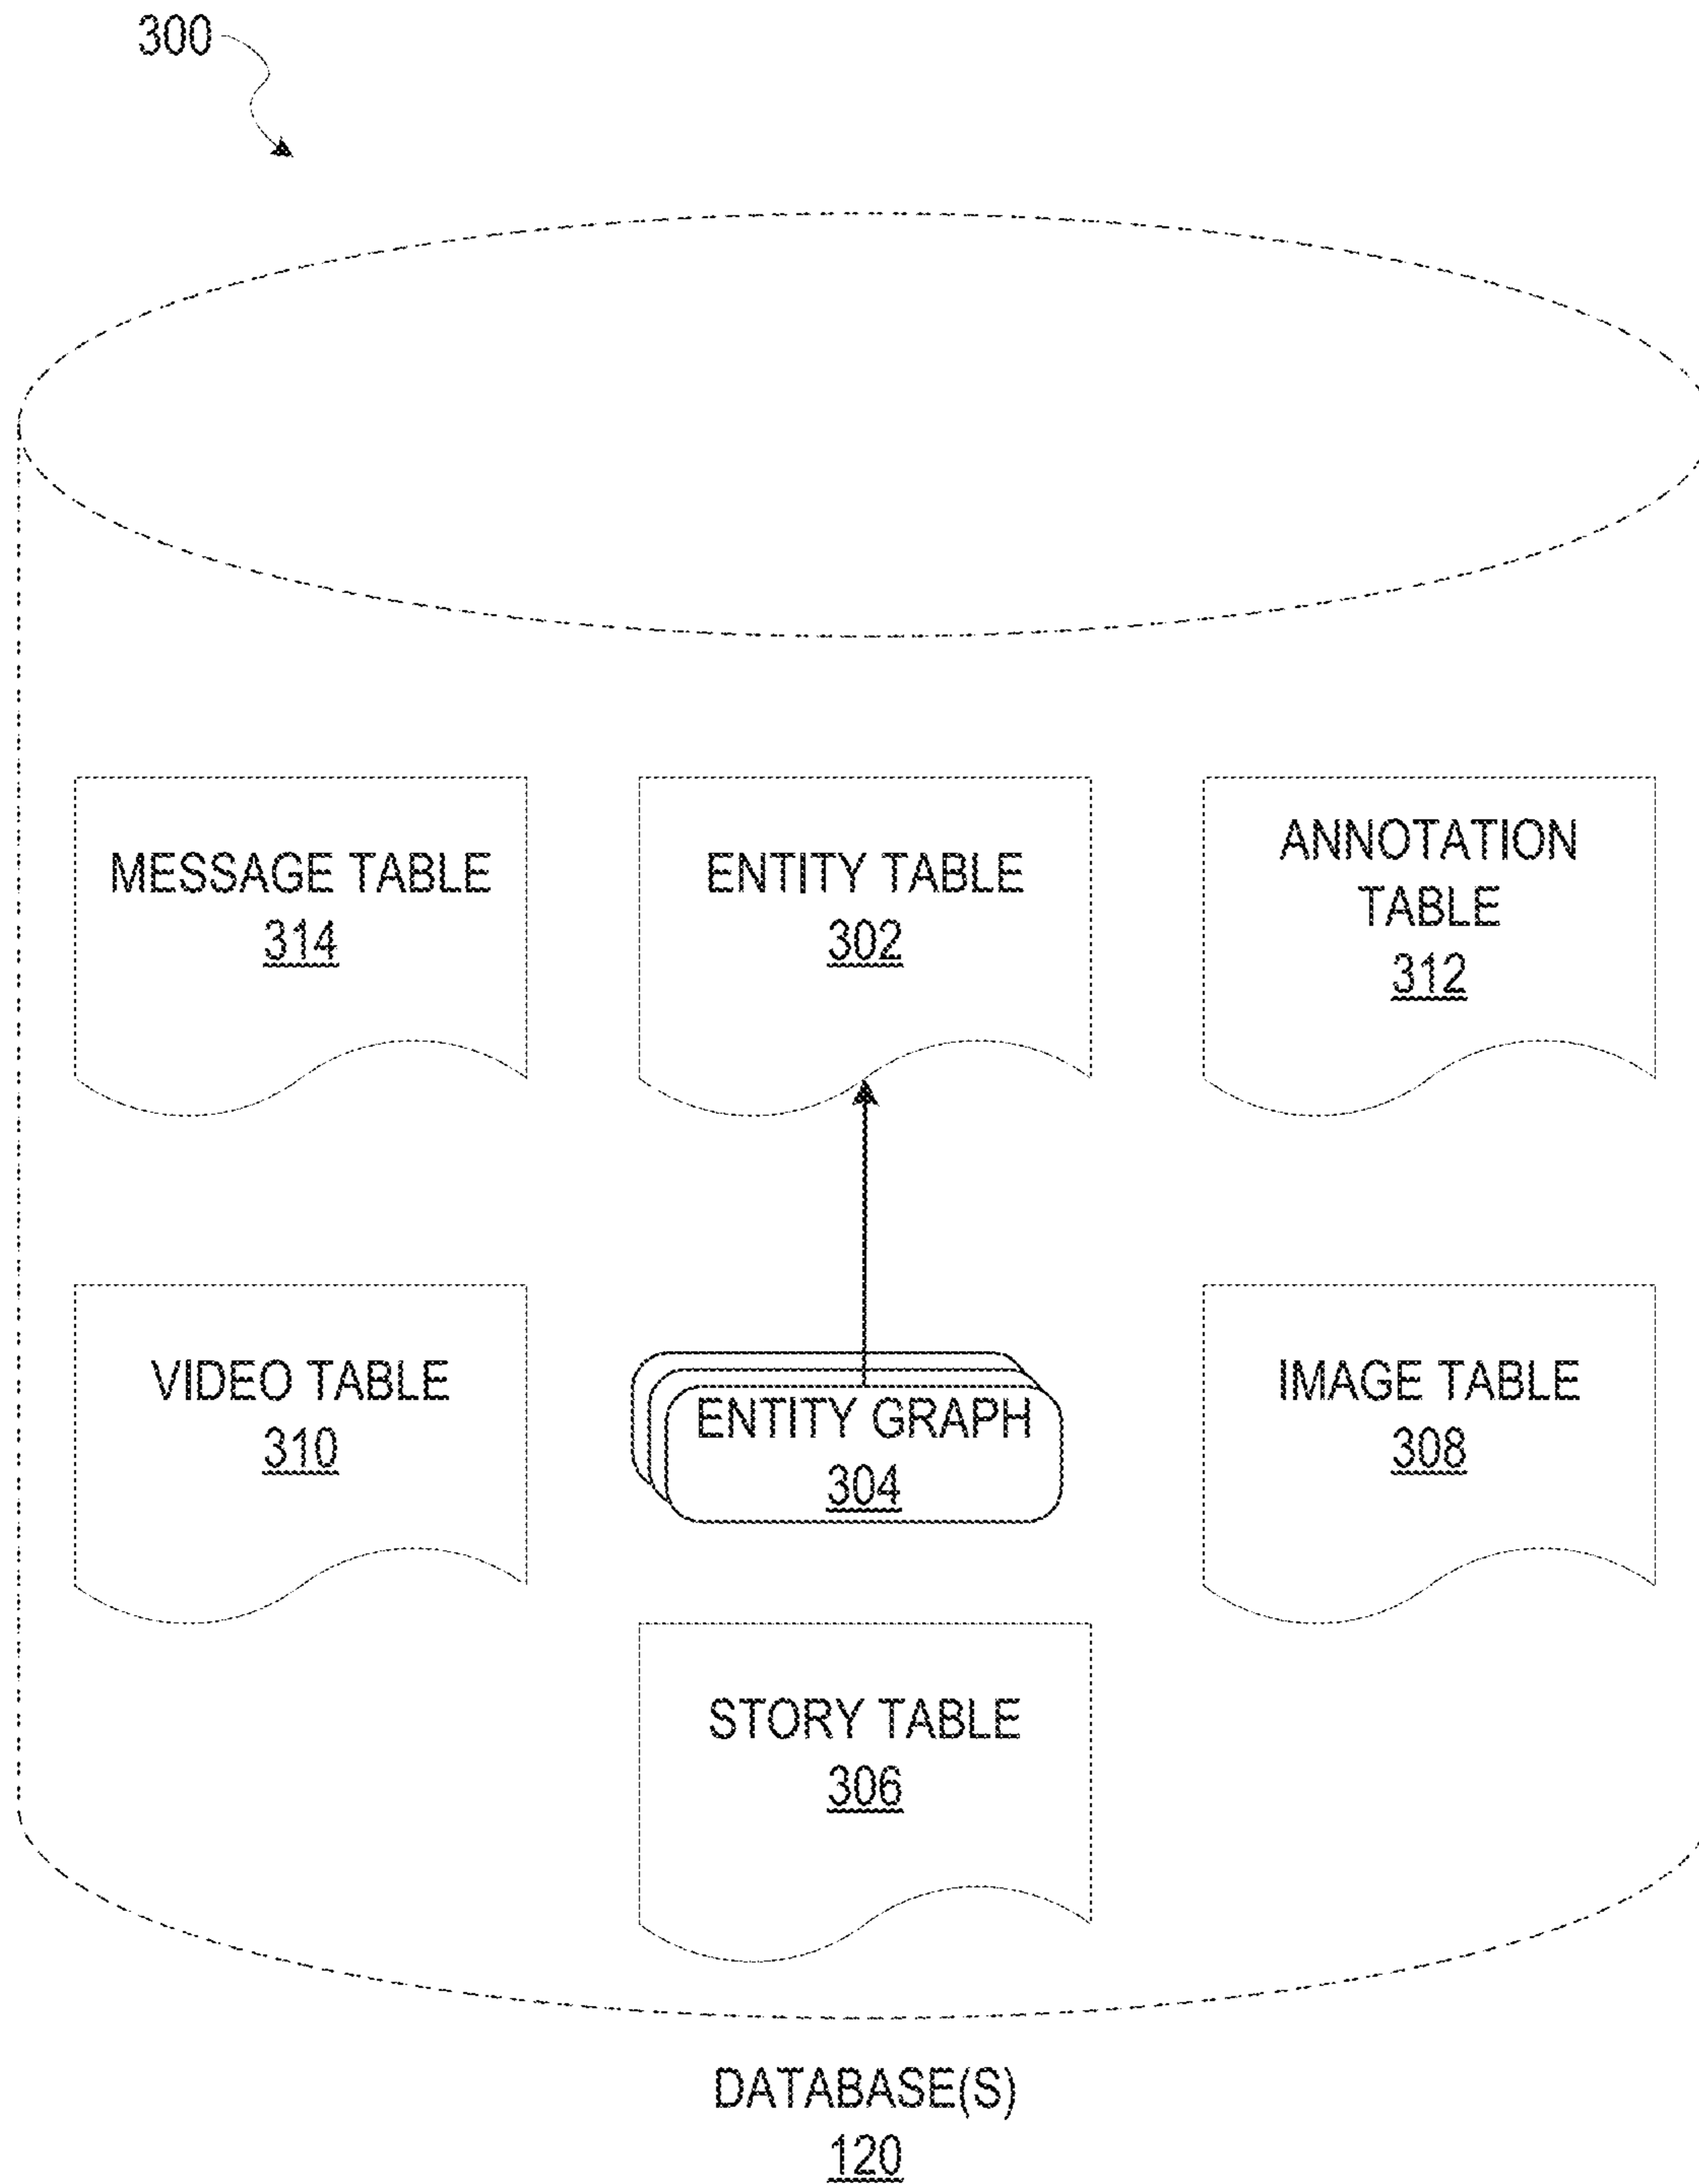 300
MESSAGE TABLE
314
ENTITY TABLE
302
ANNOTATION
TABLE
312
VIDEO TABLE
310
ENTITY GRAPH
304
IMAGE TABLE
308
STORY TABLE
306
DATABASE(S)
120